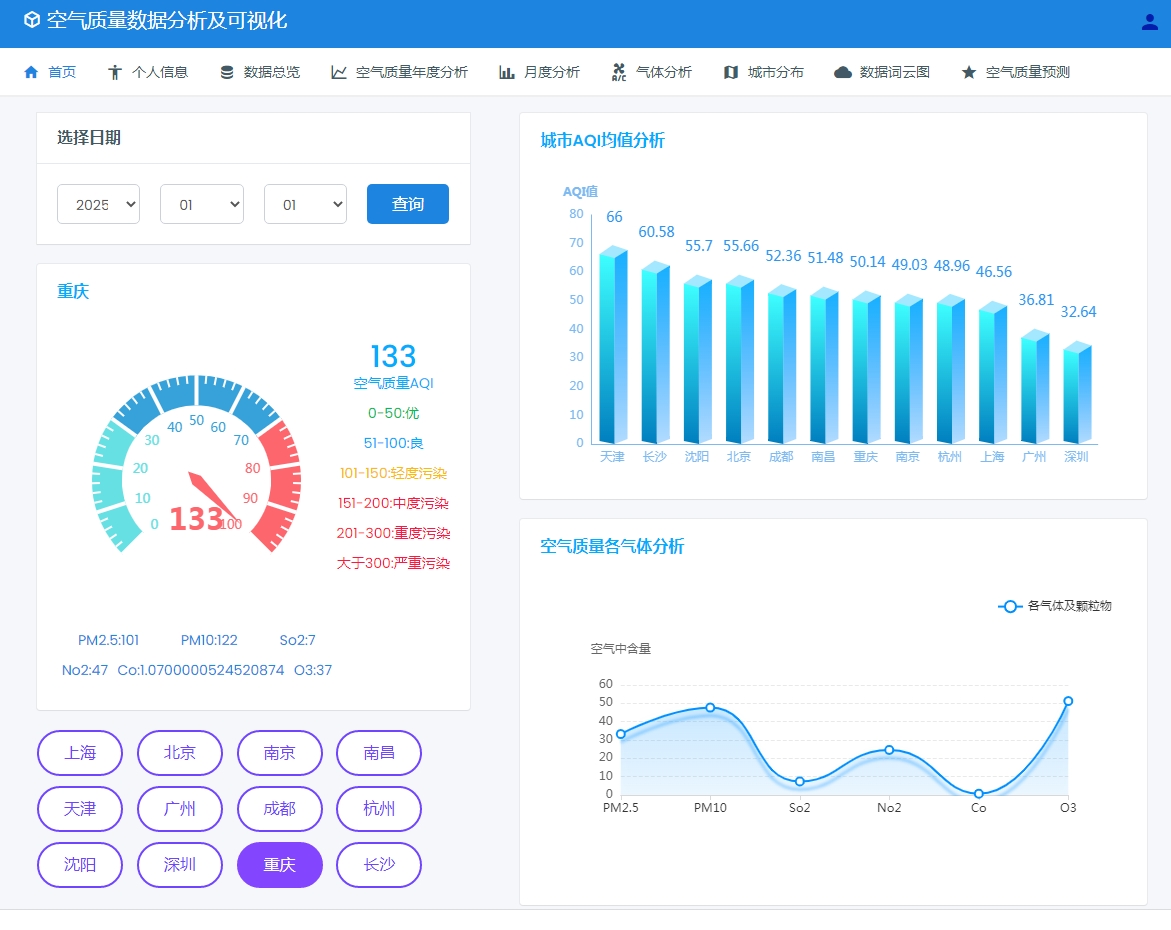 空气质量数据分析及可视化
首页 个人信息 数据总览 空气质量年度分析 月度分析 A/C 气体分析 城市分布 数据词云图 空气质量预测
选择日期
2025 01 01 查询
重庆
133
空气质量AQI
0-50:优
51-100:良
101-150:轻度污染
151-200:中度污染
201-300:重度污染
大于300:严重污染
0 10 20 30 40 50 60 70 80 90 100
133
PM2.5:101 PM10:122 So2:7
No2:47 Co:1.0700000524520874 O3:37
上海 北京 南京 南昌
天津 广州 成都 杭州
沈阳 深圳 重庆 长沙
城市AQI均值分析
AQI值
80
70
60
50
40
30
20
10
0
66 60.58 55.7 55.66 52.36 51.48 50.14 49.03 48.96 46.56 36.81 32.64
天津 长沙 沈阳 北京 成都 南昌 重庆 南京 杭州 上海 广州 深圳
空气质量各气体分析
各气体及颗粒物
空气中含量
60
50
40
30
20
10
0
PM2.5 PM10 So2 No2 Co O3